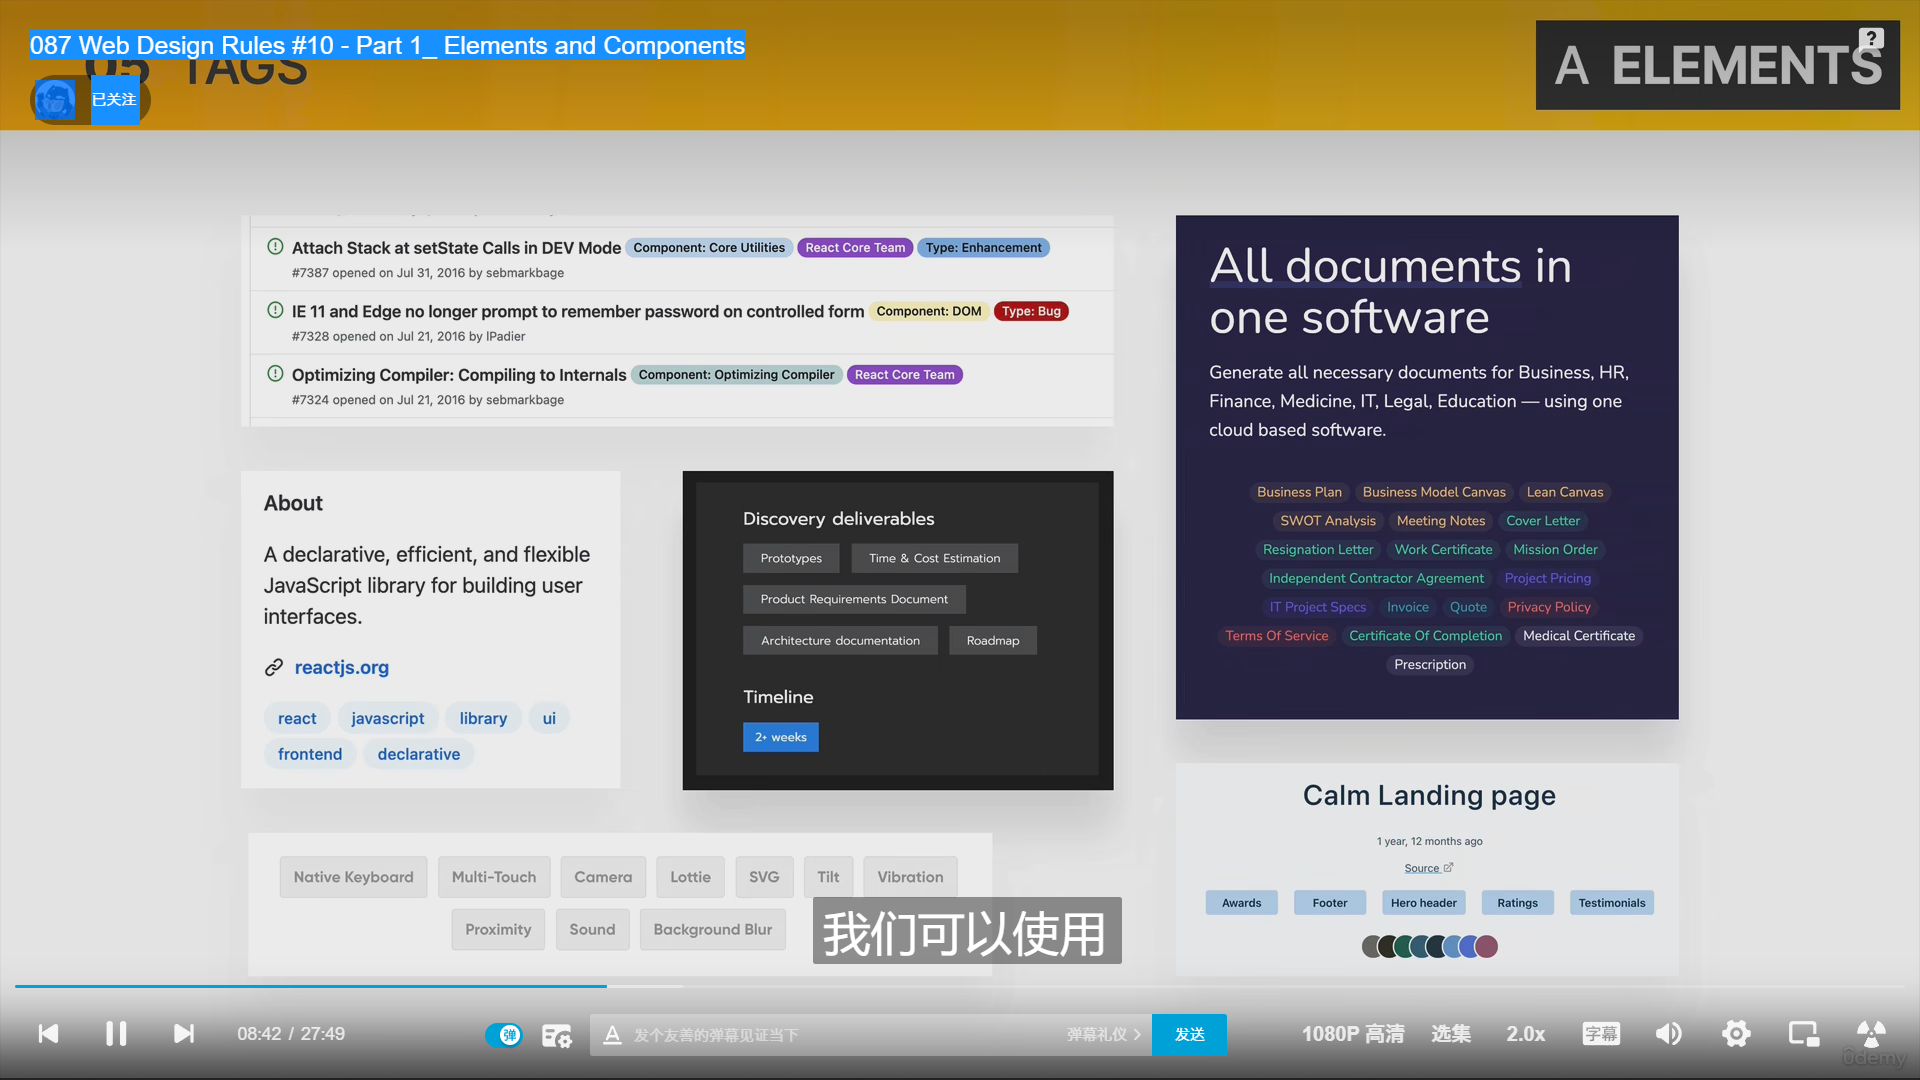 087 Web Design Rules #10 - Part 1_ Elements and Components
05 TAGS
已关注
A ELEMENTS
?
Attach Stack at setState Calls in DEV Mode Component: Core Utilities React Core Team Type: Enhancement
#7387 opened on Jul 31, 2016 by sebmarkbage
IE 11 and Edge no longer prompt to remember password on controlled form Component: DOM Type: Bug
#7328 opened on Jul 21, 2016 by IPadier
Optimizing Compiler: Compiling to Internals Component: Optimizing Compiler React Core Team
#7324 opened on Jul 21, 2016 by sebmarkbage
All documents in
one software
Generate all necessary documents for Business, HR,
Finance, Medicine, IT, Legal, Education — using one
cloud based software.
Business Plan Business Model Canvas Lean Canvas
SWOT Analysis Meeting Notes Cover Letter
Resignation Letter Work Certificate Mission Order
Independent Contractor Agreement Project Pricing
IT Project Specs Invoice Quote Privacy Policy
Terms Of Service Certificate Of Completion Medical Certificate
Prescription
About
A declarative, efficient, and flexible
JavaScript library for building user
interfaces.
reactjs.org
react javascript library ui
frontend declarative
Discovery deliverables
Prototypes Time & Cost Estimation
Product Requirements Document
Architecture documentation Roadmap
Timeline
2+ weeks
Calm Landing page
1 year, 12 months ago
Source
Awards Footer Hero header Ratings Testimonials
Native Keyboard Multi-Touch Camera Lottie SVG Tilt Vibration
Proximity Sound Background Blur
我们可以使用
08:42 / 27:49 弹 A 发个友善的弹幕见证当下 弹幕礼仪 > 发送 1080P 高清 选集 2.0x 字幕
ûdemy